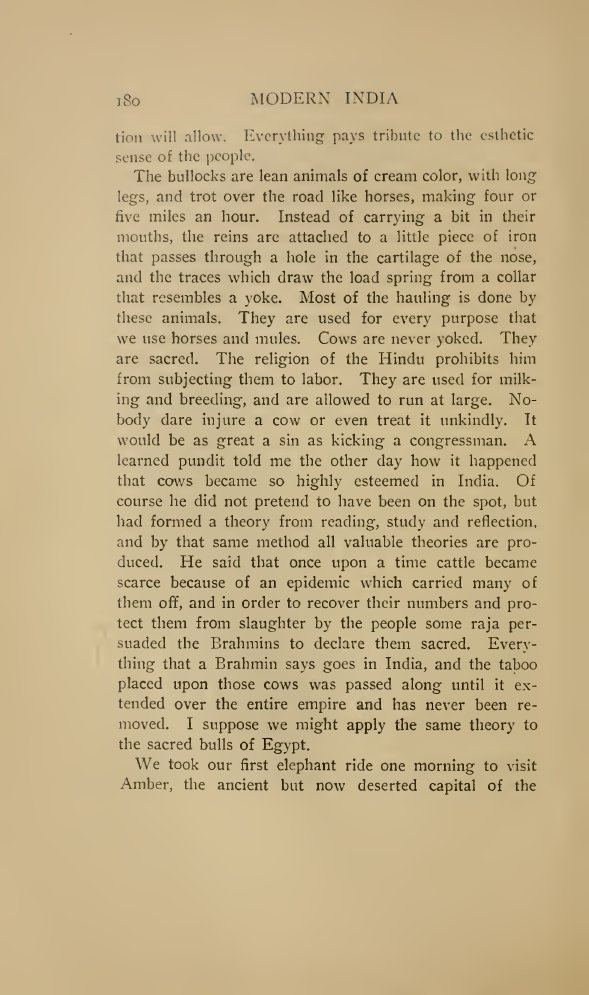 180 MODERN INDIA
tion will allow. Everything pays tribute to the esthetic
sense of the people.
The bullocks are lean animals of cream color, with long
legs, and trot over the road like horses, making four or
five miles an hour. Instead of carrying a bit in their
mouths, the reins are attached to a little piece of iron
that passes through a hole in the cartilage of the nose,
and the traces which draw the load spring from a collar
that resembles a yoke. Most of the hauling is done by
these animals. They are used for every purpose that
we use horses and mules. Cows are never yoked. They
are sacred. The religion of the Hindu prohibits him
from subjecting them to labor. They are used for milk-
ing and breeding, and are allowed to run at large. No-
body dare injure a cow or even treat it unkindly. It
would be as great a sin as kicking a congressman. A
learned pundit told me the other day how it happened
that cows became so highly esteemed in India. Of
course he did not pretend to have been on the spot, but
had formed a theory from reading, study and reflection,
and by that same method all valuable theories are pro-
duced. He said that once upon a time cattle became
scarce because of an epidemic which carried many of
them off, and in order to recover their numbers and pro-
tect them from slaughter by the people some raja per-
suaded the Brahmins to declare them sacred. Every-
thing that a Brahmin says goes in India, and the taboo
placed upon those cows was passed along until it ex-
tended over the entire empire and has never been re-
moved. I suppose we might apply the same theory to
the sacred bulls of Egypt.
We took our first elephant ride one morning to visit
Amber, the ancient but now deserted capital of the